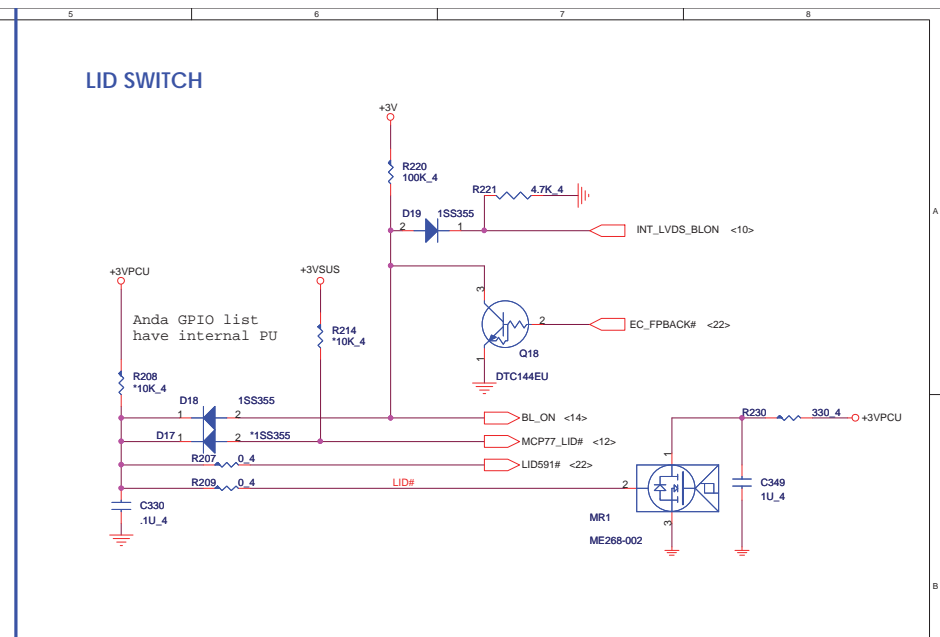 5 6 7 8
LID SWITCH
+3V
R220
100K_4
R221 4.7K_4
D19 1SS355
2 1
INT_LVDS_BLON <10>
A
+3VPCU
+3VSUS
Anda GPIO list
have internal PU
3
R214
*10K_4
2
EC_FPBACK# <22>
Q18
1
DTC144EU
R208
*10K_4
D18 1SS355
1 2
BL_ON <14>
R230 330_4
+3VPCU
D17 1 2 *1SS355
MCP77_LID# <12>
R207 0_4
LID591# <22>
1
R209 0_4
LID#
2
C349
1U_4
C330
.1U_4
MR1
3
ME268-002
B